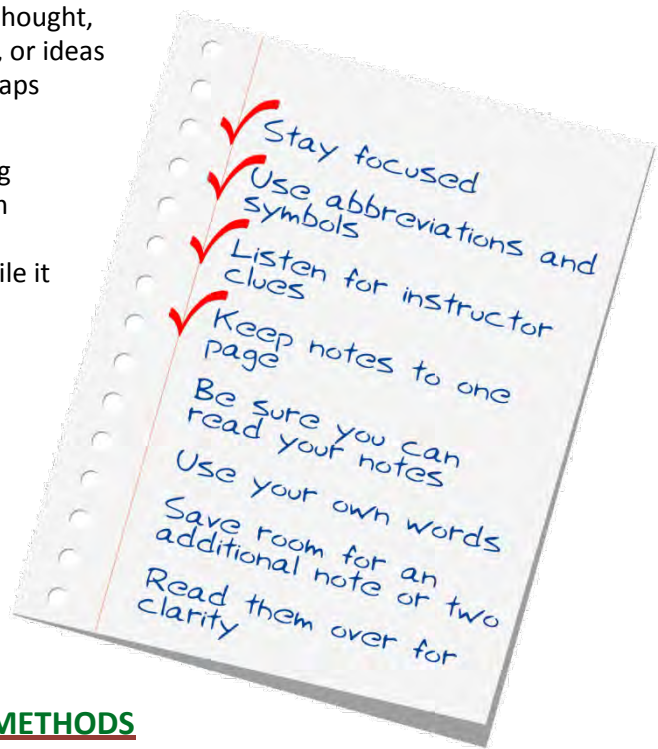 hought,
, or ideas
aps
g
n
ile it
Stay focused
Use abbreviations and
symbols
Listen for instructor
clues
Keep notes to one
page
Be sure you can
read your notes
Use your own words
Save room for an
additional note or two
Read them over for
clarity
METHODS